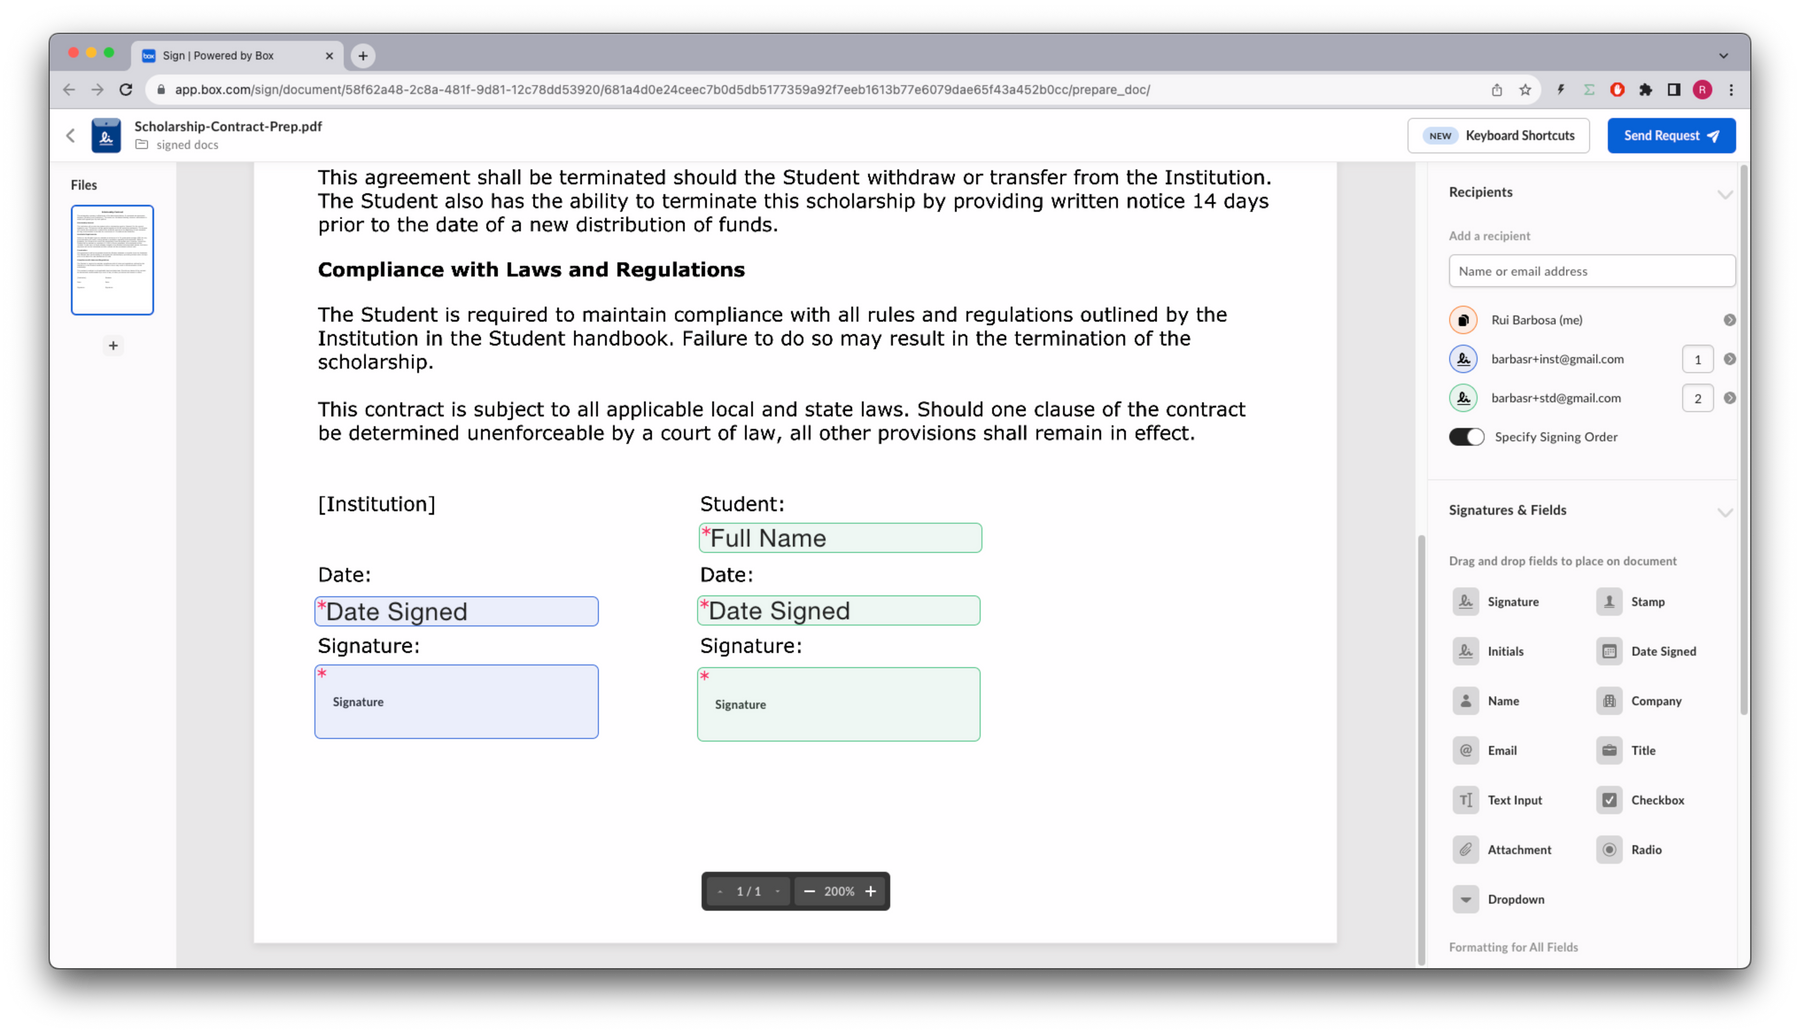 Sign | Powered by Box
app.box.com/sign/document/58f62a48-2c8a-481f-9d81-12c78dd53920/681a4d0e24ceec7b0d5db5177359a92f7eeb1613b77e6079dae65f43a452b0cc/prepare_doc/
R
Scholarship-Contract-Prep.pdf
signed docs
NEW Keyboard Shortcuts
Send Request
Files
This agreement shall be terminated should the Student withdraw or transfer from the Institution.
The Student also has the ability to terminate this scholarship by providing written notice 14 days
prior to the date of a new distribution of funds.
Compliance with Laws and Regulations
The Student is required to maintain compliance with all rules and regulations outlined by the
Institution in the Student handbook. Failure to do so may result in the termination of the
scholarship.
This contract is subject to all applicable local and state laws. Should one clause of the contract
be determined unenforceable by a court of law, all other provisions shall remain in effect.
[Institution]
Student:
*Full Name
Date:
Date:
*Date Signed
*Date Signed
Signature:
Signature:
*
Signature
*
Signature
1 / 1
200%
Recipients
Add a recipient
Name or email address
Rui Barbosa (me)
barbasr+inst@gmail.com 1
barbasr+std@gmail.com 2
Specify Signing Order
Signatures & Fields
Drag and drop fields to place on document
Signature
Stamp
Initials
Date Signed
Name
Company
Email
Title
Text Input
Checkbox
Attachment
Radio
Dropdown
Formatting for All Fields